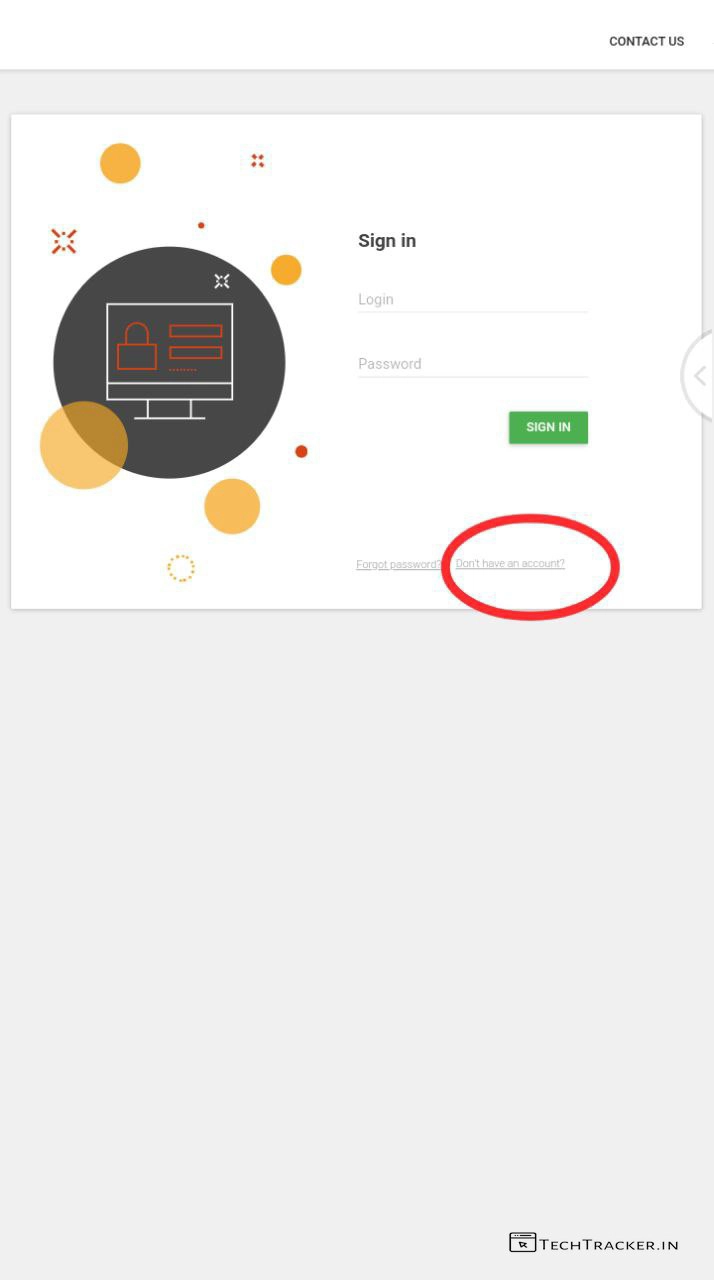 CONTACT US
Sign in
Login
Password
SIGN IN
Forgot password? Don't have an account?
TECHTRACKER.IN